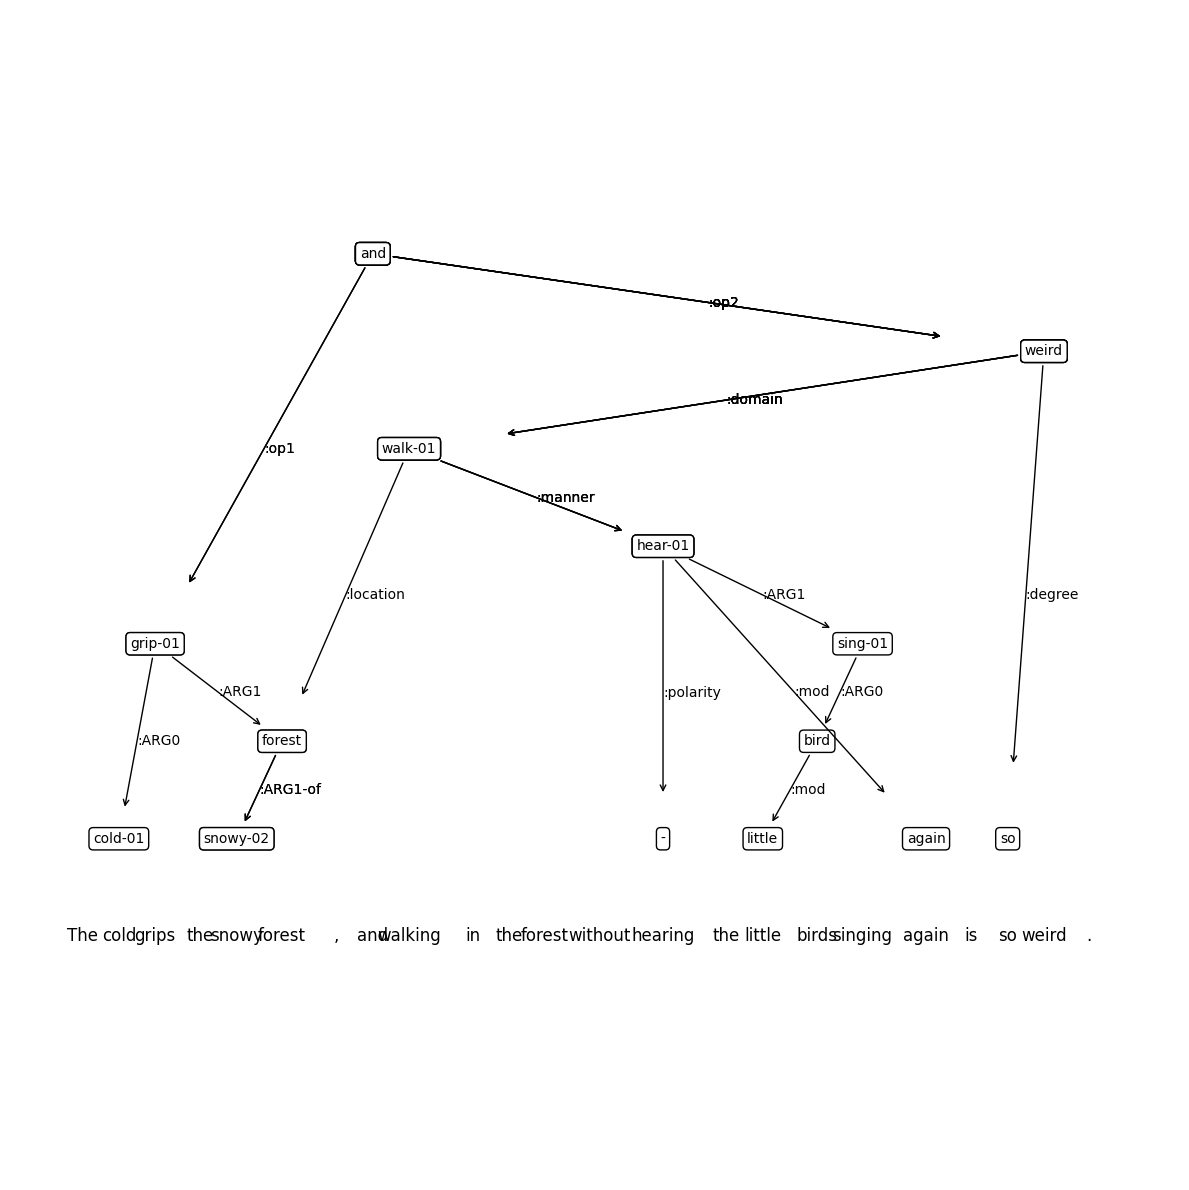 and
:op2
weird
:domain
:op1
walk-01
:manner
hear-01
:location
:ARG1
:degree
grip-01
sing-01
:ARG1
:polarity
:mod
:ARG0
:ARG0
forest
bird
:ARG1-of
:mod
cold-01
snowy-02
-
little
again
so
The cold grips the snowy forest , and walking in the forest without hearing the little birds singing again is so weird .